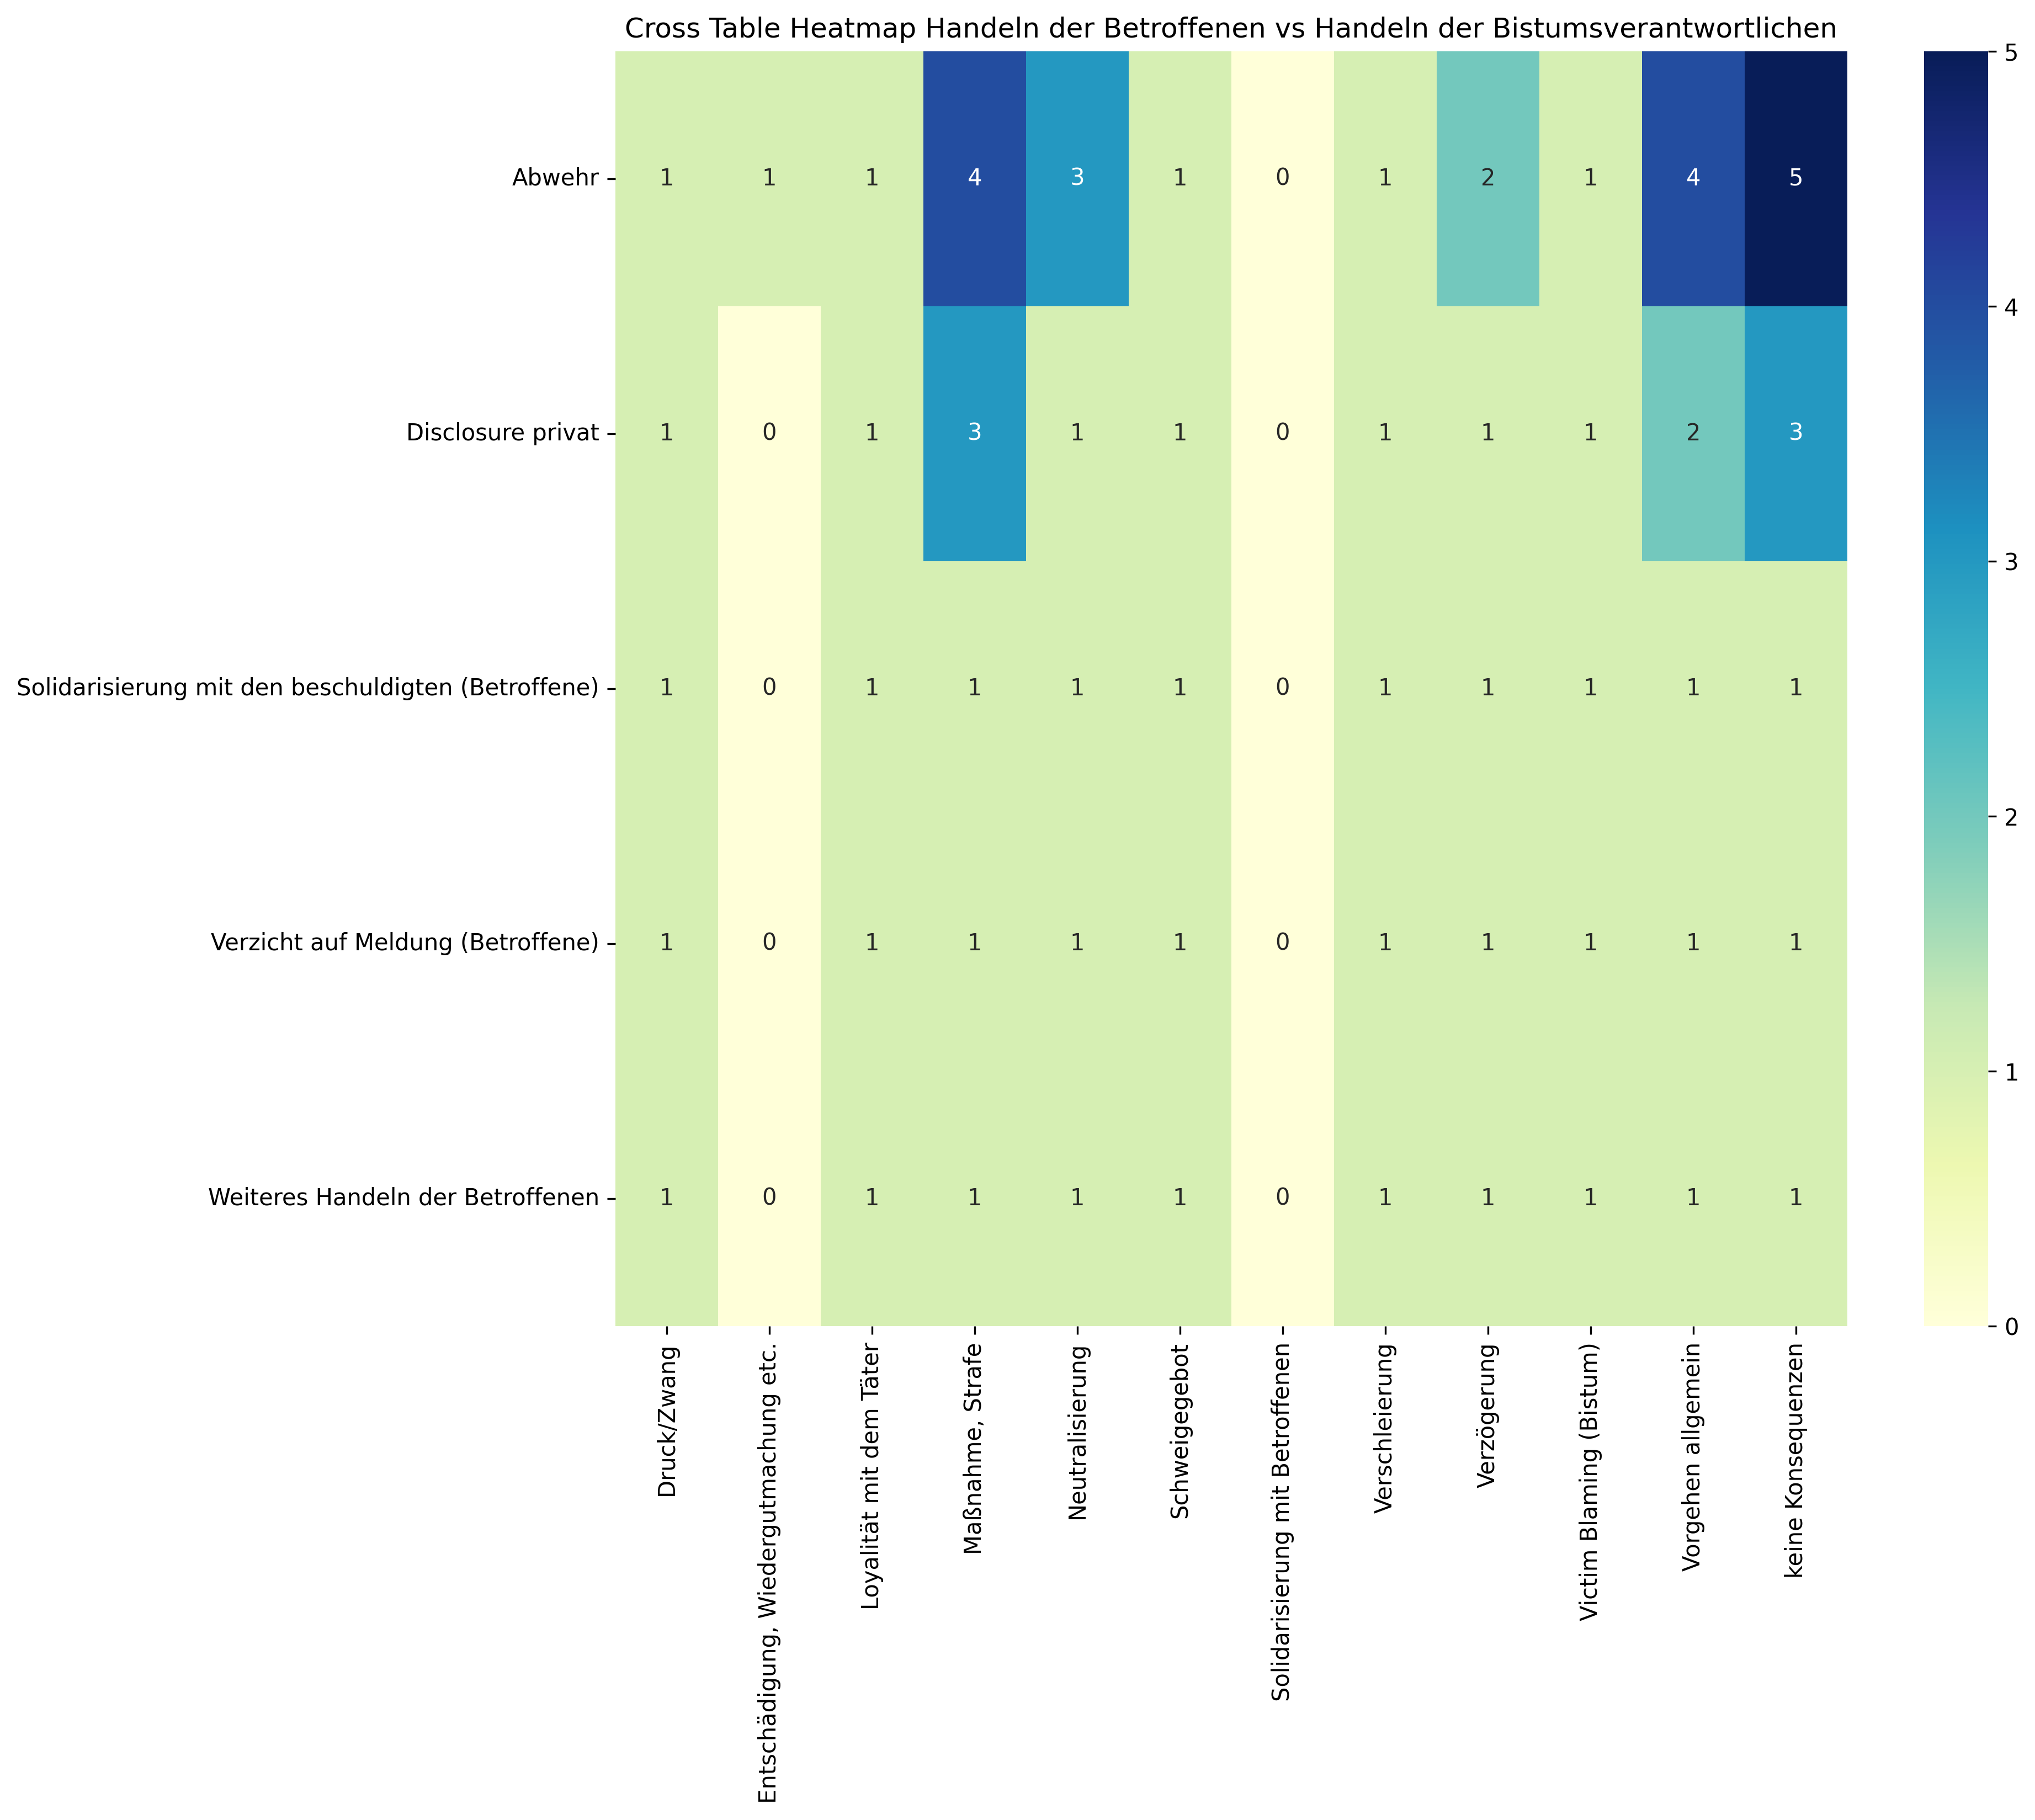 Cross Table Heatmap Handeln der Betroffenen vs Handeln der Bistumsverantwortlichen
Abwehr
1 1 1 4 3 1 0 1 2 1 4 5
Disclosure privat
1 0 1 3 1 1 0 1 1 1 2 3
Solidarisierung mit den beschuldigten (Betroffene)
1 0 1 1 1 1 0 1 1 1 1 1
Verzicht auf Meldung (Betroffene)
1 0 1 1 1 1 0 1 1 1 1 1
Weiteres Handeln der Betroffenen
1 0 1 1 1 1 0 1 1 1 1 1
Druck/Zwang
Entschädigung, Wiedergutmachung etc.
Loyalität mit dem Täter
Maßnahme, Strafe
Neutralisierung
Schweigegebot
Solidarisierung mit Betroffenen
Verschleierung
Verzögerung
Victim Blaming (Bistum)
Vorgehen allgemein
keine Konsequenzen
5
4
3
2
1
0